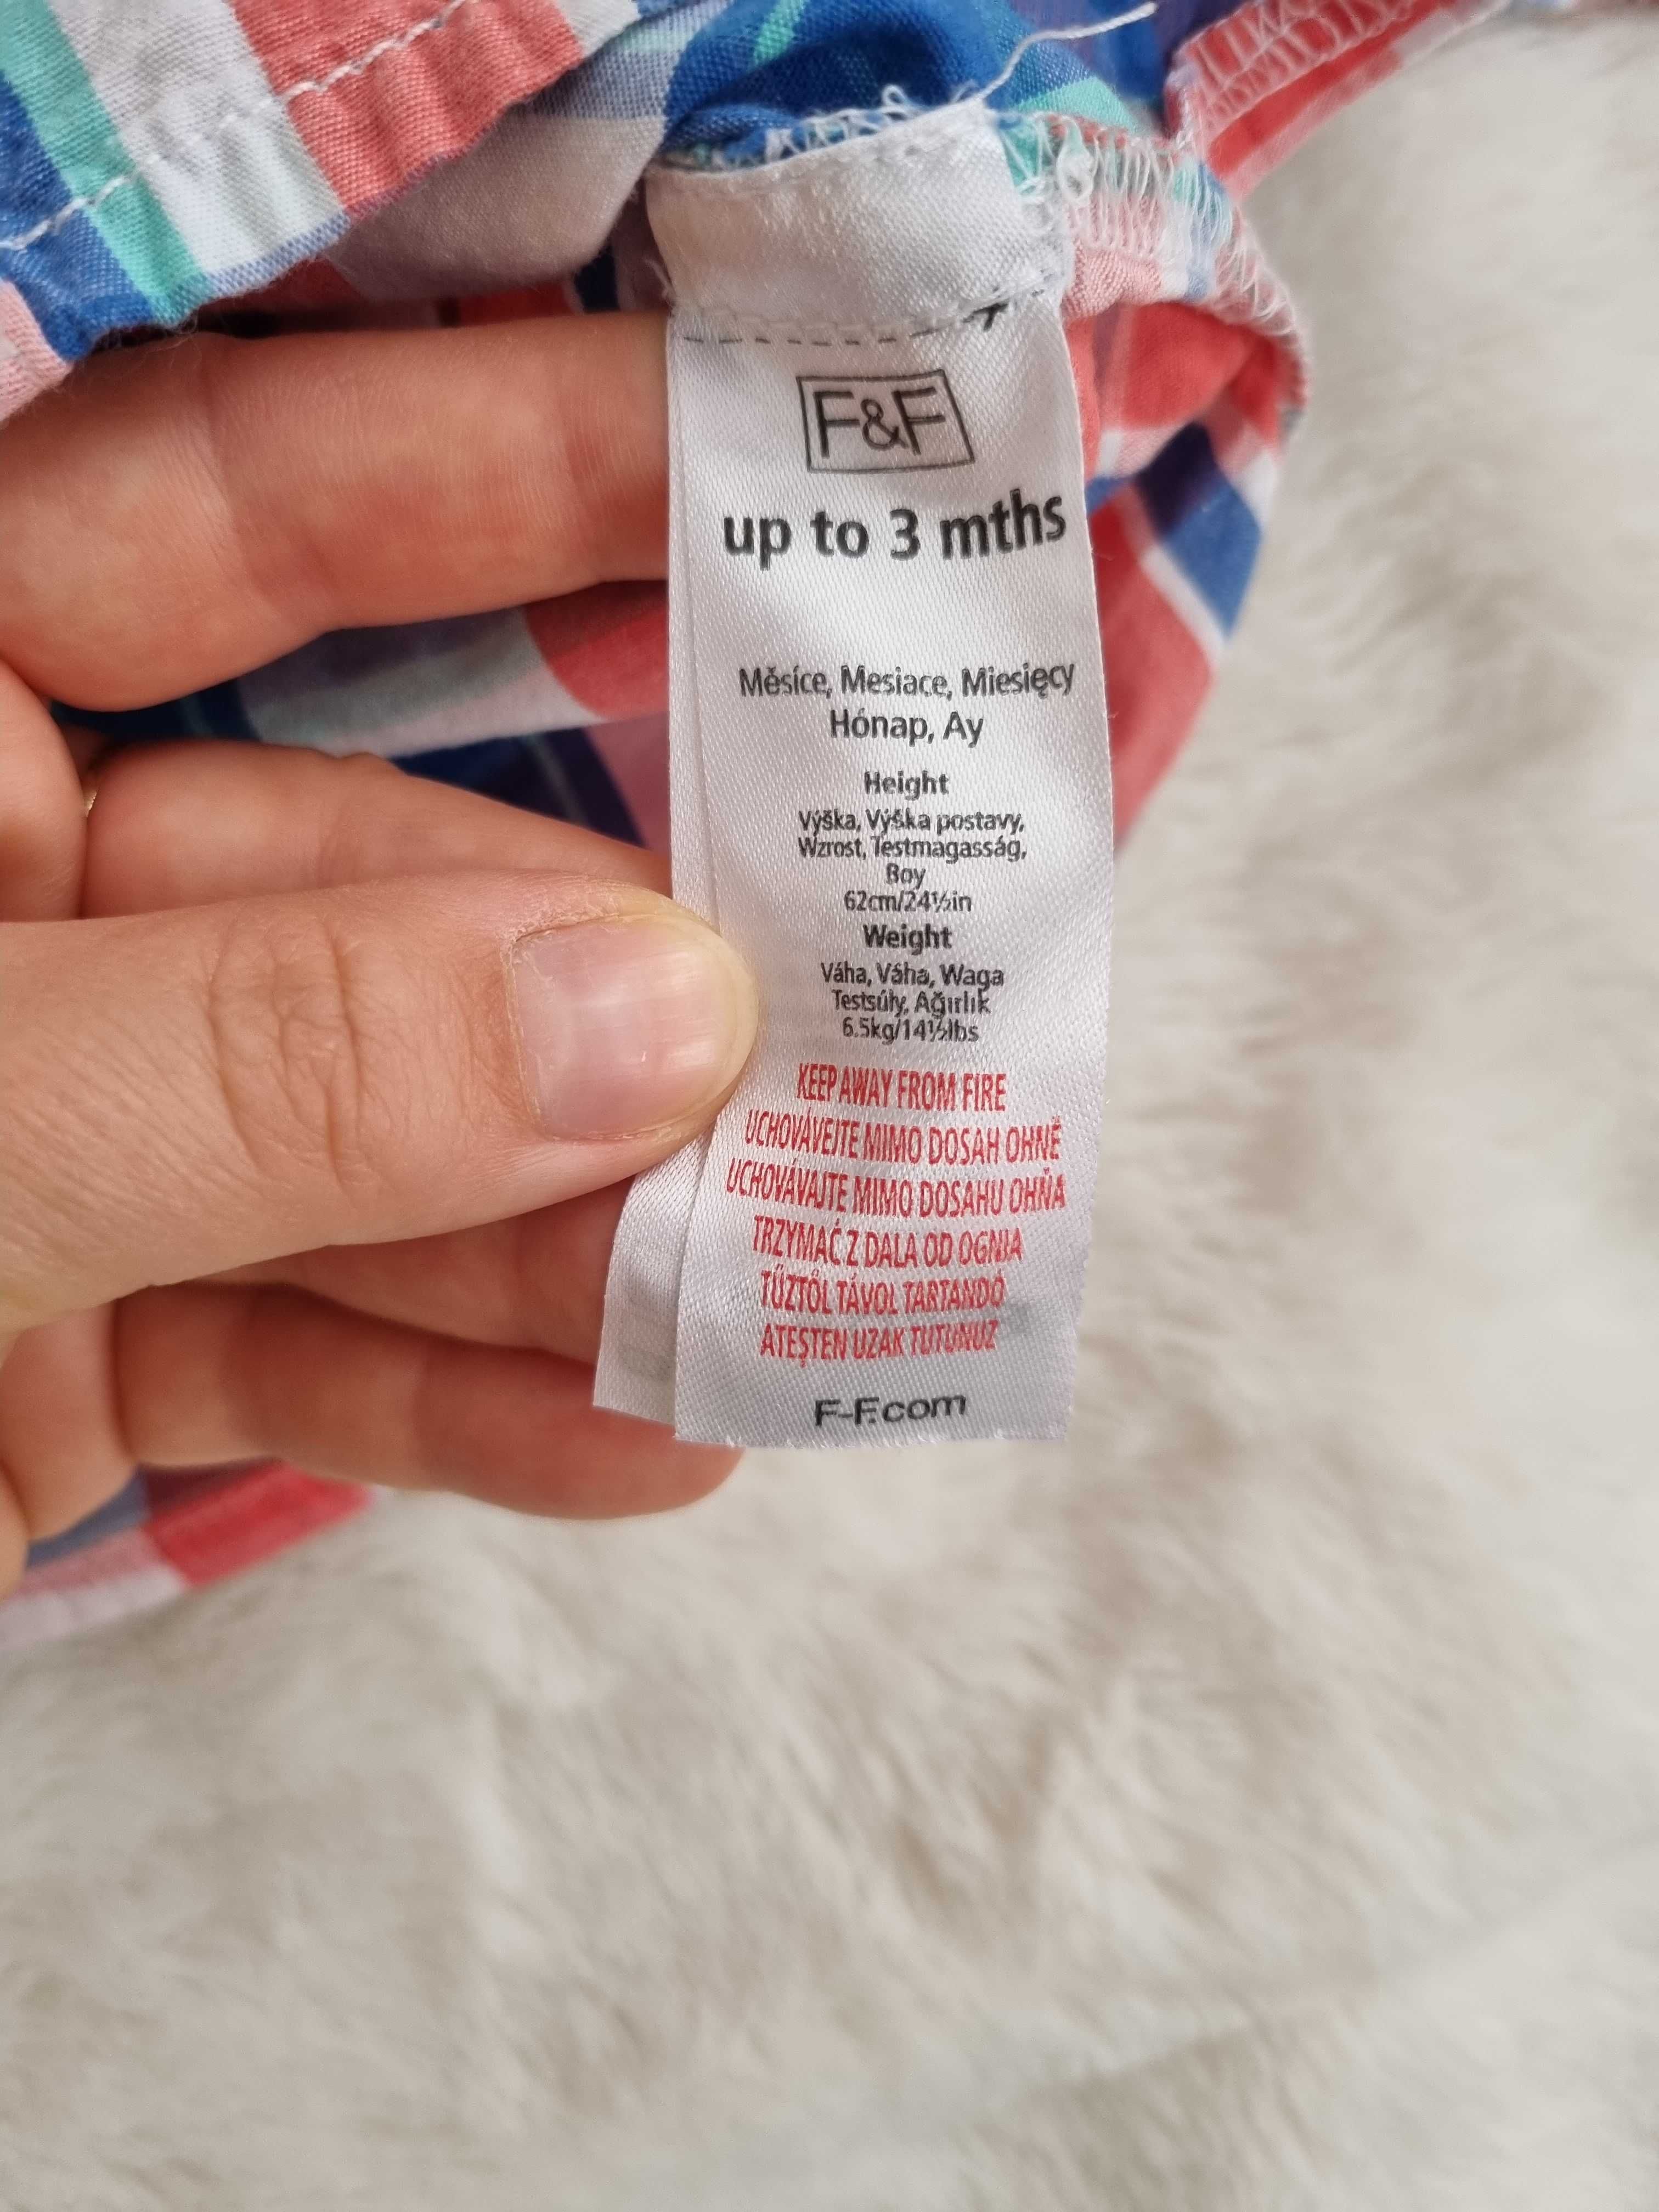 F&F
up to 3 mths
Měsíce, Mesiace, Miesięcy
Hónap, Ay
Height
Výška, Výška postavy,
Wzrost, Testmagasság,
Boy
62cm/24½in
Weight
Váha, Váha, Waga
Testsúly, Ağırlık
6.5kg/14½lbs
KEEP AWAY FROM FIRE
UCHOVÁVEJTE MIMO DOSAH OHNĚ
UCHOVÁVAJTE MIMO DOSAHU OHŇA
TRZYMAĆ Z DALA OD OGNIA
TŰZTŐL TÁVOL TARTANDÓ
ATEŞTEN UZAK TUTUNUZ
F-F.com